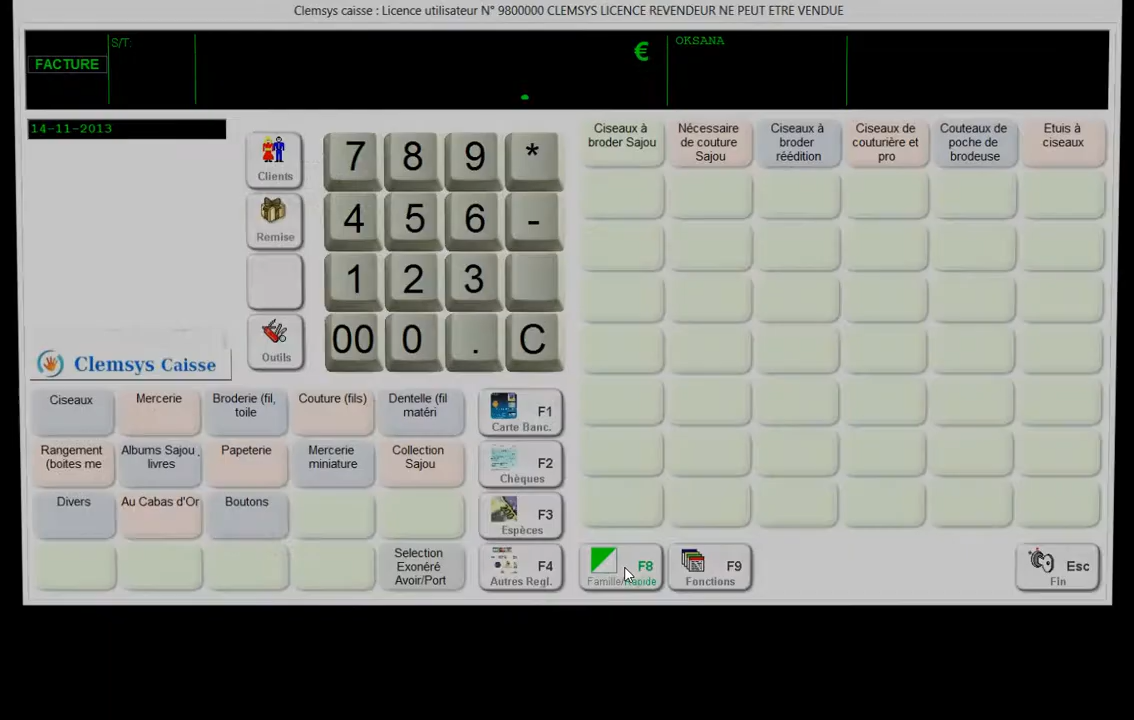 Clemsys caisse : Licence utilisateur N° 9800000 CLEMSYS LICENCE REVENDEUR NE PEUT ETRE VENDUE
FACTURE
S/T:
€
OKSANA
.
14-11-2013
Clients
Remise
Outils
7 8 9 *
4 5 6 -
1 2 3
00 0 . C
Clemsys Caisse
Ciseaux à
broder Sajou
Nécessaire
de couture
Sajou
Ciseaux à
broder
réédition
Ciseaux de
couturière et
pro
Couteaux de
poche de
brodeuse
Etuis à
ciseaux
Ciseaux
Mercerie
Broderie (fil,
toile
Couture (fils)
Dentelle (fil
matéri
Rangement
(boites me
Albums Sajou ,
livres
Papeterie
Mercerie
miniature
Collection
Sajou
Divers
Au Cabas d'Or
Boutons
Selection
Exonéré
Avoir/Port
F1
Carte Banc.
F2
Chèques
F3
Espèces
F4
Autres Regl.
F8
Famille/Rapide
F9
Fonctions
Esc
Fin